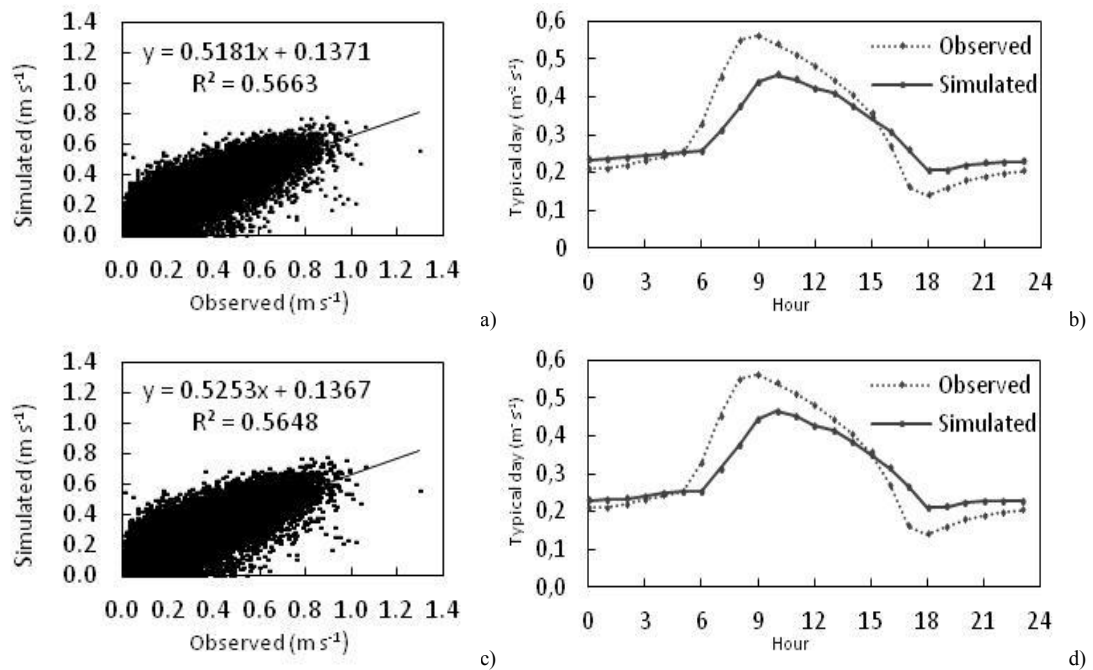 1.4
1.2
1.0
0.8
0.6
0.4
0.2
0.0
Simulated (m s⁻¹)
y = 0.5181x + 0.1371
R² = 0.5663
0.0 0.2 0.4 0.6 0.8 1.0 1.2 1.4
Observed (m s⁻¹)
a)
0,6
0,5
0,4
0,3
0,2
0,1
0
Typical day (m⁻² s⁻¹)
Observed
Simulated
0 3 6 9 12 15 18 21 24
Hour
b)
1.4
1.2
1.0
0.8
0.6
0.4
0.2
0.0
Simulated (m s⁻¹)
y = 0.5253x + 0.1367
R² = 0.5648
0.0 0.2 0.4 0.6 0.8 1.0 1.2 1.4
Observed (m s⁻¹)
c)
0,6
0,5
0,4
0,3
0,2
0,1
0,0
Typical day (m⁻ s⁻¹)
Observed
Simulated
0 3 6 9 12 15 18 21 24
Hour
d)